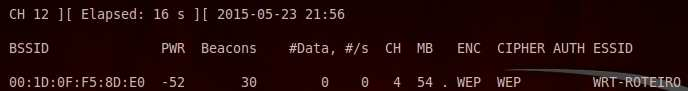 CH 12 ][ Elapsed: 16 s ][ 2015-05-23 21:56
BSSID PWR Beacons #Data, #/s CH MB ENC CIPHER AUTH ESSID
00:1D:0F:F5:8D:E0 -52 30 0 0 4 54 . WEP WEP WRT-ROTEIRO